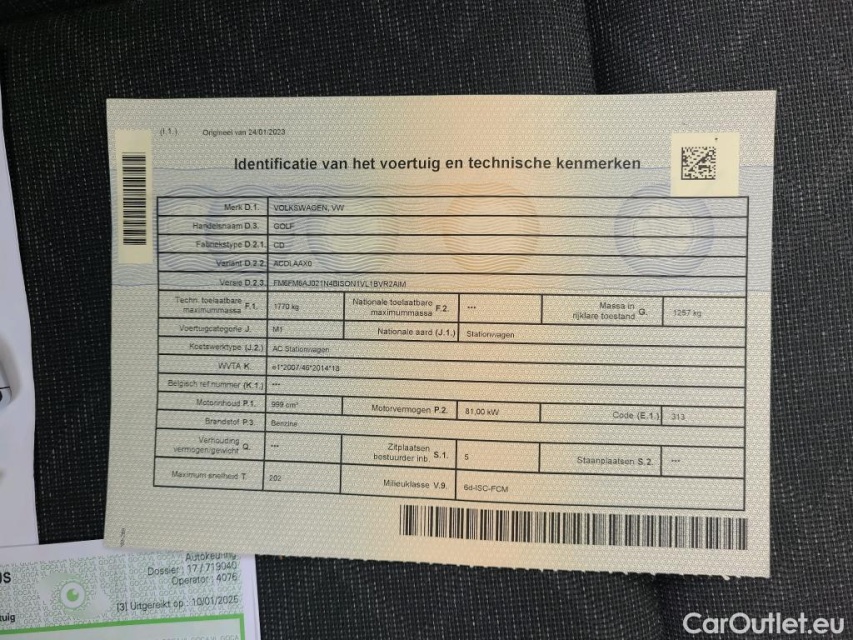 (I.1.) Origineel van 24/01/2023
Identificatie van het voertuig en technische kenmerken
Merk D.1. VOLKSWAGEN, VW
Handelsnaam D.3. GOLF
Fabriekstype D.2.1. CD
Variant D.2.2. ACDLAAX0
Versie D.2.3.
Techn. toelaatbare maximummassa F.1. 1770 kg Nationale toelaatbare maximummassa F.2. --- Massa in rijklare toestand G. 1257 kg
Voertuigcategorie J. M1 Nationale aard (J.1.) Stationwagen
Koetswerktype (J.2.) AC Stationwagen
WVTA K. e1*2007/46*2014*18
Belgisch ref nummer (K.1.) ---
Motorinhoud P.1. 999 cm³ Motorvermogen P.2. 81,00 kW Code (E.1.) 313
Brandstof P.3. Benzine
Verhouding vermogen/gewicht Q. --- Zitplaatsen bestuurder inb. S.1. 5 Staanplaatsen S.2. ---
Maximum snelheid T. 202 Milieuklasse V.9. 6d-ISC-FCM
Autokeuring
Dossier : 17 / 719040
Operator : 4076
[3] Uitgereikt op : 10/01/2025
CarOutlet.eu